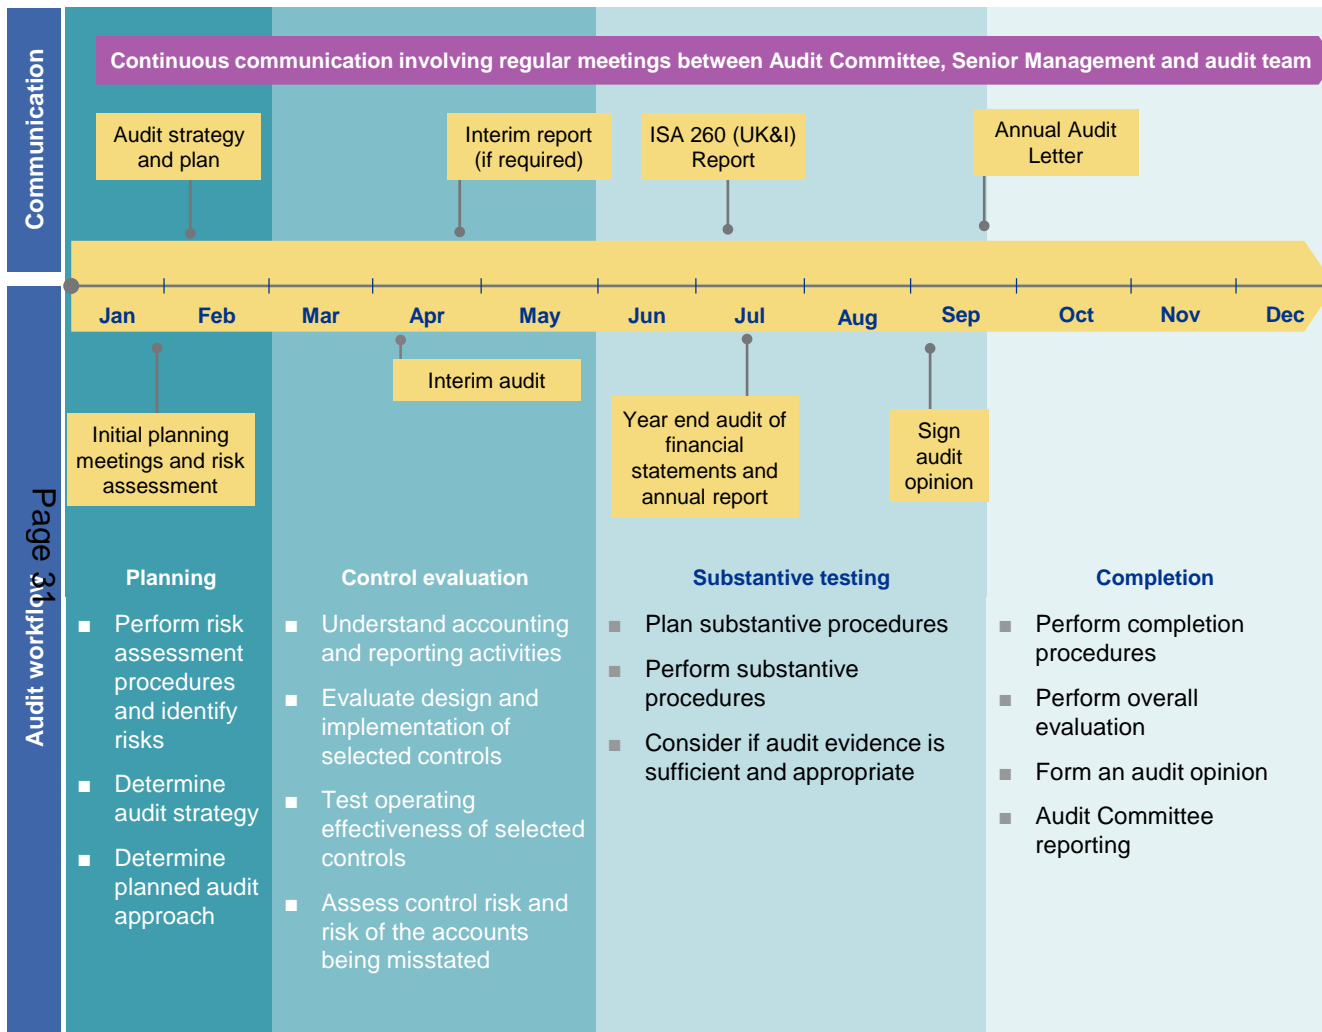 Communication
Continuous communication involving regular meetings between Audit Committee, Senior Management and audit team
Audit strategy
and plan
Interim report
(if required)
ISA 260 (UK&I)
Report
Annual Audit
Letter
Jan
Feb
Mar
Apr
May
Jun
Jul
Aug
Sep
Oct
Nov
Dec
Audit workflow
Page 31
Initial planning
meetings and risk
assessment
Interim audit
Year end audit of
financial
statements and
annual report
Sign
audit
opinion
Planning
■ Perform risk
assessment
procedures
and identify
risks
■ Determine
audit strategy
■ Determine
planned audit
approach
Control evaluation
■ Understand accounting
and reporting activities
■ Evaluate design and
implementation of
selected controls
■ Test operating
effectiveness of selected
controls
■ Assess control risk and
risk of the accounts
being misstated
Substantive testing
■ Plan substantive procedures
■ Perform substantive
procedures
■ Consider if audit evidence is
sufficient and appropriate
Completion
■ Perform completion
procedures
■ Perform overall
evaluation
■ Form an audit opinion
■ Audit Committee
reporting